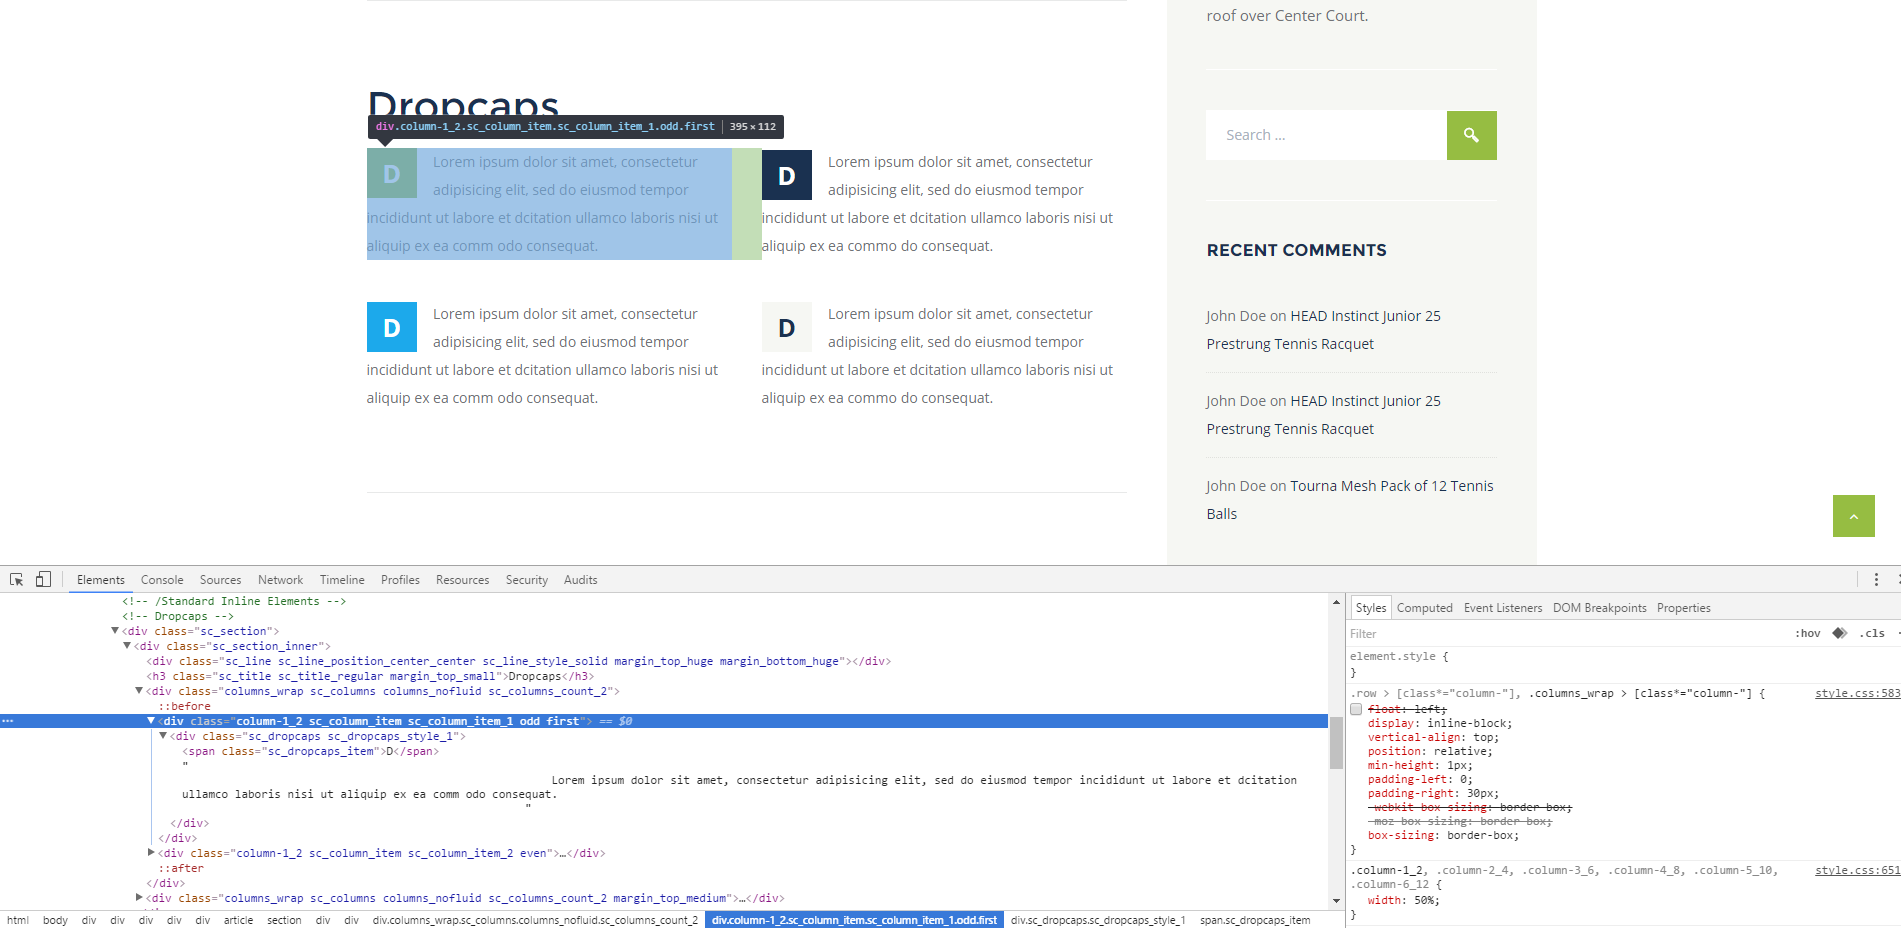 roof over Center Court.
Dropcaps
div.column-1_2.sc_column_item.sc_column_item_1.odd.first | 395 × 112
D Lorem ipsum dolor sit amet, consectetur
adipisicing elit, sed do eiusmod tempor
incididunt ut labore et dcitation ullamco laboris nisi ut
aliquip ex ea comm odo consequat.
D Lorem ipsum dolor sit amet, consectetur
adipisicing elit, sed do eiusmod tempor
incididunt ut labore et dcitation ullamco laboris nisi ut
aliquip ex ea commo do consequat.
D Lorem ipsum dolor sit amet, consectetur
adipisicing elit, sed do eiusmod tempor
incididunt ut labore et dcitation ullamco laboris nisi ut
aliquip ex ea comm odo consequat.
D Lorem ipsum dolor sit amet, consectetur
adipisicing elit, sed do eiusmod tempor
incididunt ut labore et dcitation ullamco laboris nisi ut
aliquip ex ea commo do consequat.
Search ...
RECENT COMMENTS
John Doe on HEAD Instinct Junior 25
Prestrung Tennis Racquet
John Doe on HEAD Instinct Junior 25
Prestrung Tennis Racquet
John Doe on Tourna Mesh Pack of 12 Tennis
Balls
Elements Console Sources Network Timeline Profiles Resources Security Audits
<!-- /Standard Inline Elements -->
<!-- Dropcaps -->
<div class="sc_section">
<div class="sc_section_inner">
<div class="sc_line sc_line_position_center_center sc_line_style_solid margin_top_huge margin_bottom_huge"></div>
<h3 class="sc_title sc_title_regular margin_top_small">Dropcaps</h3>
<div class="columns_wrap sc_columns columns_nofluid sc_columns_count_2">
::before
<div class="column-1_2 sc_column_item sc_column_item_1 odd first"> == $0
<div class="sc_dropcaps sc_dropcaps_style_1">
<span class="sc_dropcaps_item">D</span>
"
Lorem ipsum dolor sit amet, consectetur adipisicing elit, sed do eiusmod tempor incididunt ut labore et dcitation
ullamco laboris nisi ut aliquip ex ea comm odo consequat.
"
</div>
</div>
<div class="column-1_2 sc_column_item sc_column_item_2 even">…</div>
::after
</div>
<div class="columns_wrap sc_columns columns_nofluid sc_columns_count_2 margin_top_medium">…</div>
html body div div div div div article section div div div.columns_wrap.sc_columns.columns_nofluid.sc_columns_count_2 div.column-1_2.sc_column_item.sc_column_item_1.odd.first div.sc_dropcaps.sc_dropcaps_style_1 span.sc_dropcaps_item
Styles Computed Event Listeners DOM Breakpoints Properties
Filter :hov .cls
element.style {
}
.row > [class*="column-"], .columns_wrap > [class*="column-"] { style.css:583
float: left;
display: inline-block;
vertical-align: top;
position: relative;
min-height: 1px;
padding-left: 0;
padding-right: 30px;
-webkit-box-sizing: border-box;
-moz-box-sizing: border-box;
box-sizing: border-box;
}
.column-1_2, .column-2_4, .column-3_6, .column-4_8, .column-5_10, style.css:651
.column-6_12 {
width: 50%;
}